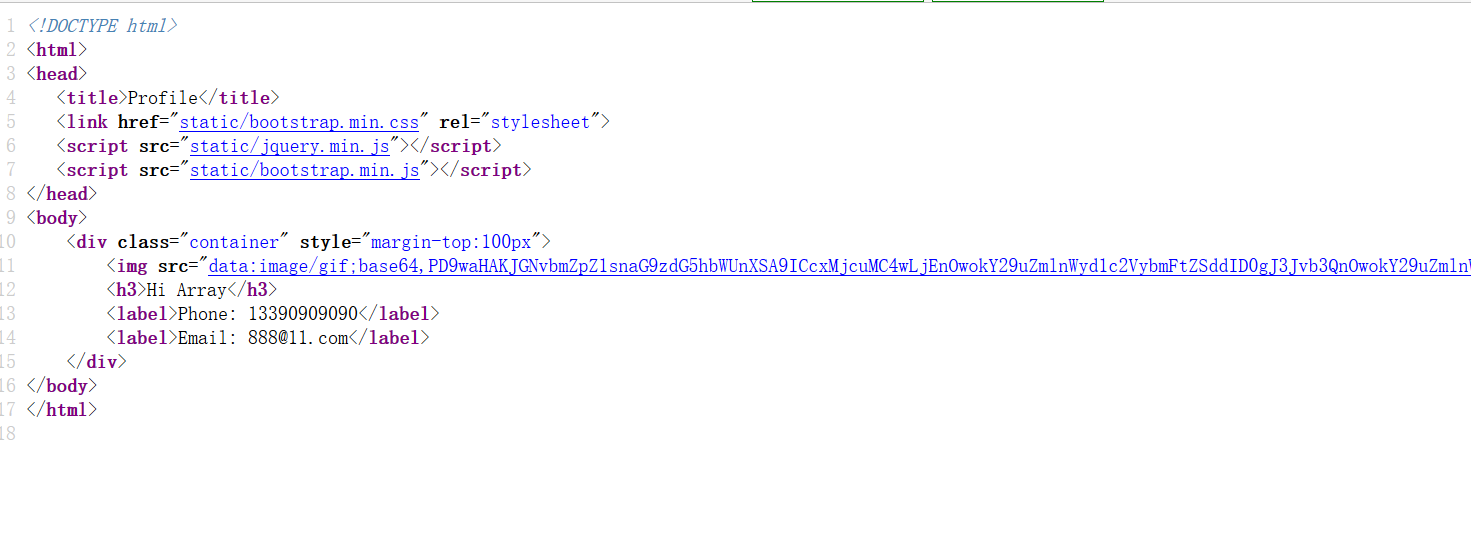 1 <!DOCTYPE html>
2 <html>
3 <head>
4 <title>Profile</title>
5 <link href="static/bootstrap.min.css" rel="stylesheet">
6 <script src="static/jquery.min.js"></script>
7 <script src="static/bootstrap.min.js"></script>
8 </head>
9 <body>
10 <div class="container" style="margin-top:100px">
11 <img src="data:image/gif;base64,PD9waHAKJGNvbmZpZlsnaG9zdG5hbWUnXSA9ICcxMjcuMC4wLjEnOwokY29uZmlnWydlc2VybmFtZSddID0gJ3Jvb3QnOwokY29uZmlnW
12 <h3>Hi Array</h3>
13 <label>Phone: 13390909090</label>
14 <label>Email: 888@11.com</label>
15 </div>
16 </body>
17 </html>
18